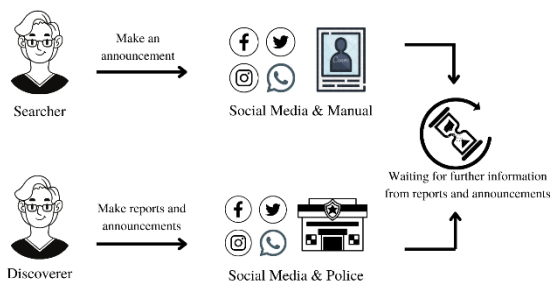 Make an
announcement
Searcher
Social Media & Manual
Waiting for further information
from reports and announcements
Make reports and
announcements
Discoverer
Social Media & Police